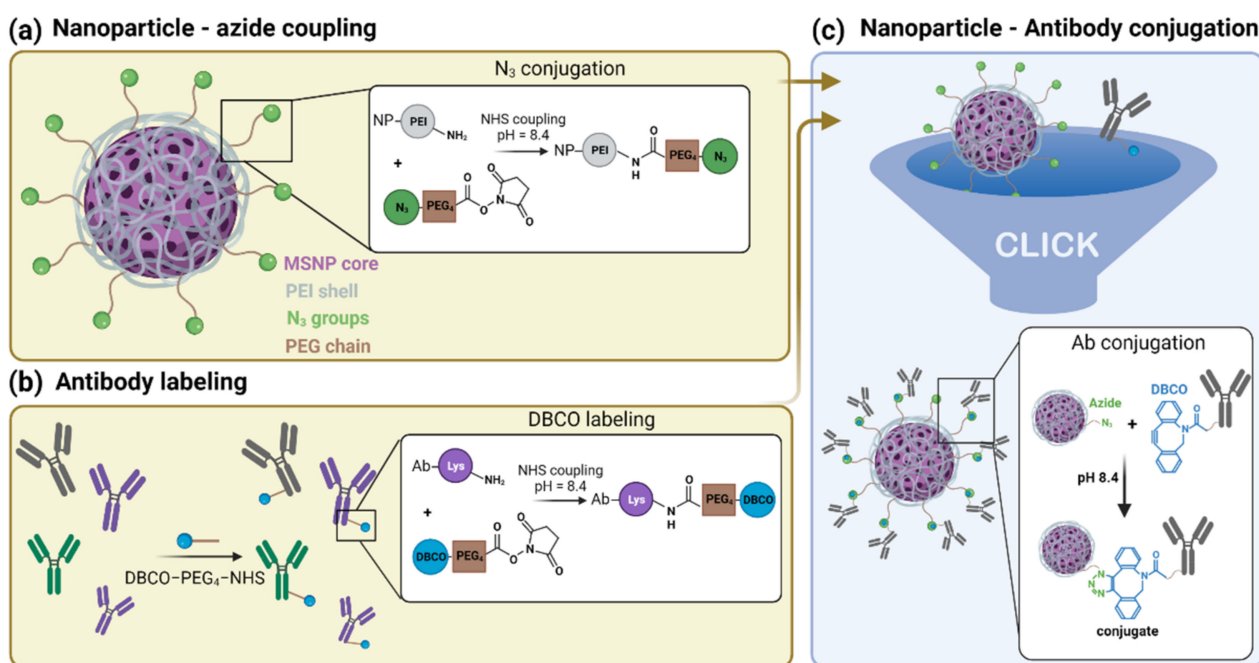 (a) Nanoparticle - azide coupling
N₃ conjugation
NP
PEI
NH₂
+
N₃
PEG₄
O
O
N
O
O
NHS coupling
pH = 8.4
NP
PEI
N
H
O
PEG₄
N₃
MSNP core
PEI shell
N₃ groups
PEG chain
(b) Antibody labeling
DBCO-PEG₄-NHS
DBCO labeling
Ab
Lys
NH₂
+
DBCO
PEG₄
O
O
N
O
O
NHS coupling
pH = 8.4
Ab
Lys
N
H
O
PEG₄
DBCO
(c) Nanoparticle - Antibody conjugation
CLICK
Ab conjugation
Azide
N₃
+
DBCO
N
O
pH 8.4
N
N
N
N
O
conjugate